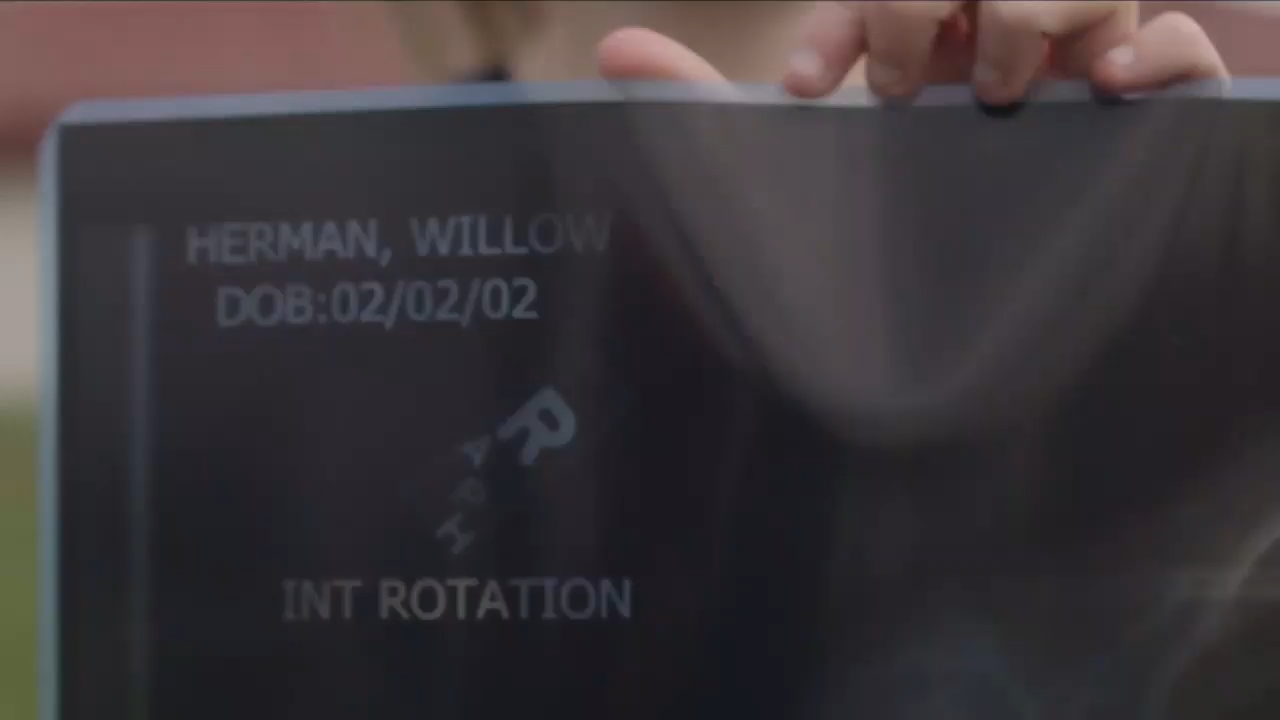 HERMAN, WILLOW
DOB:02/02/02
R
INT ROTATION